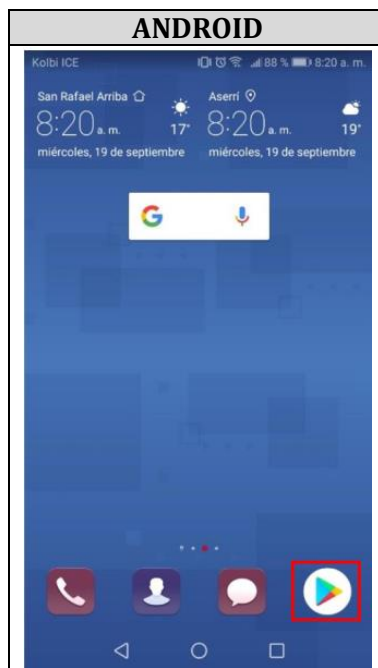 ANDROID
Kolbi ICE 88 % 8:20 a. m.
San Rafael Arriba Aserrí
8:20 a. m. 17° 8:20 a. m. 19°
miércoles, 19 de septiembre miércoles, 19 de septiembre
G